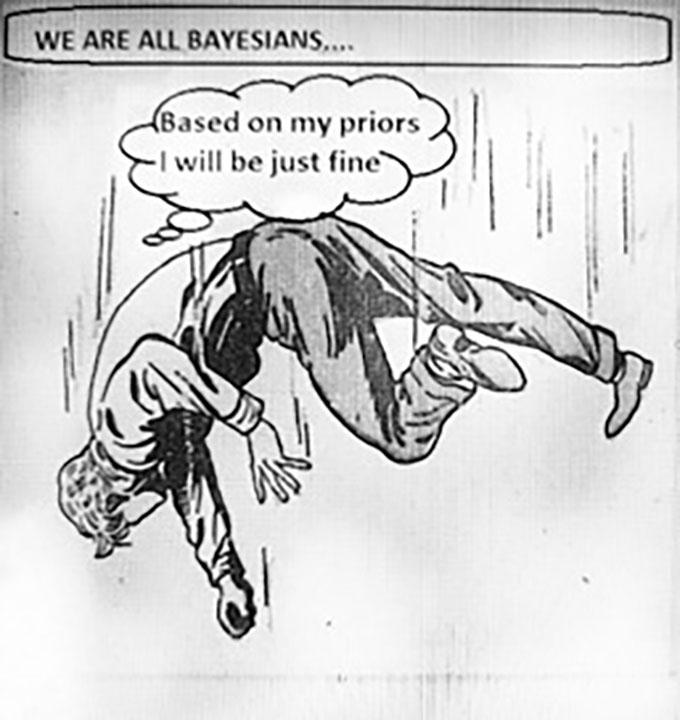 WE ARE ALL BAYESIANS....
Based on my priors
I will be just fine